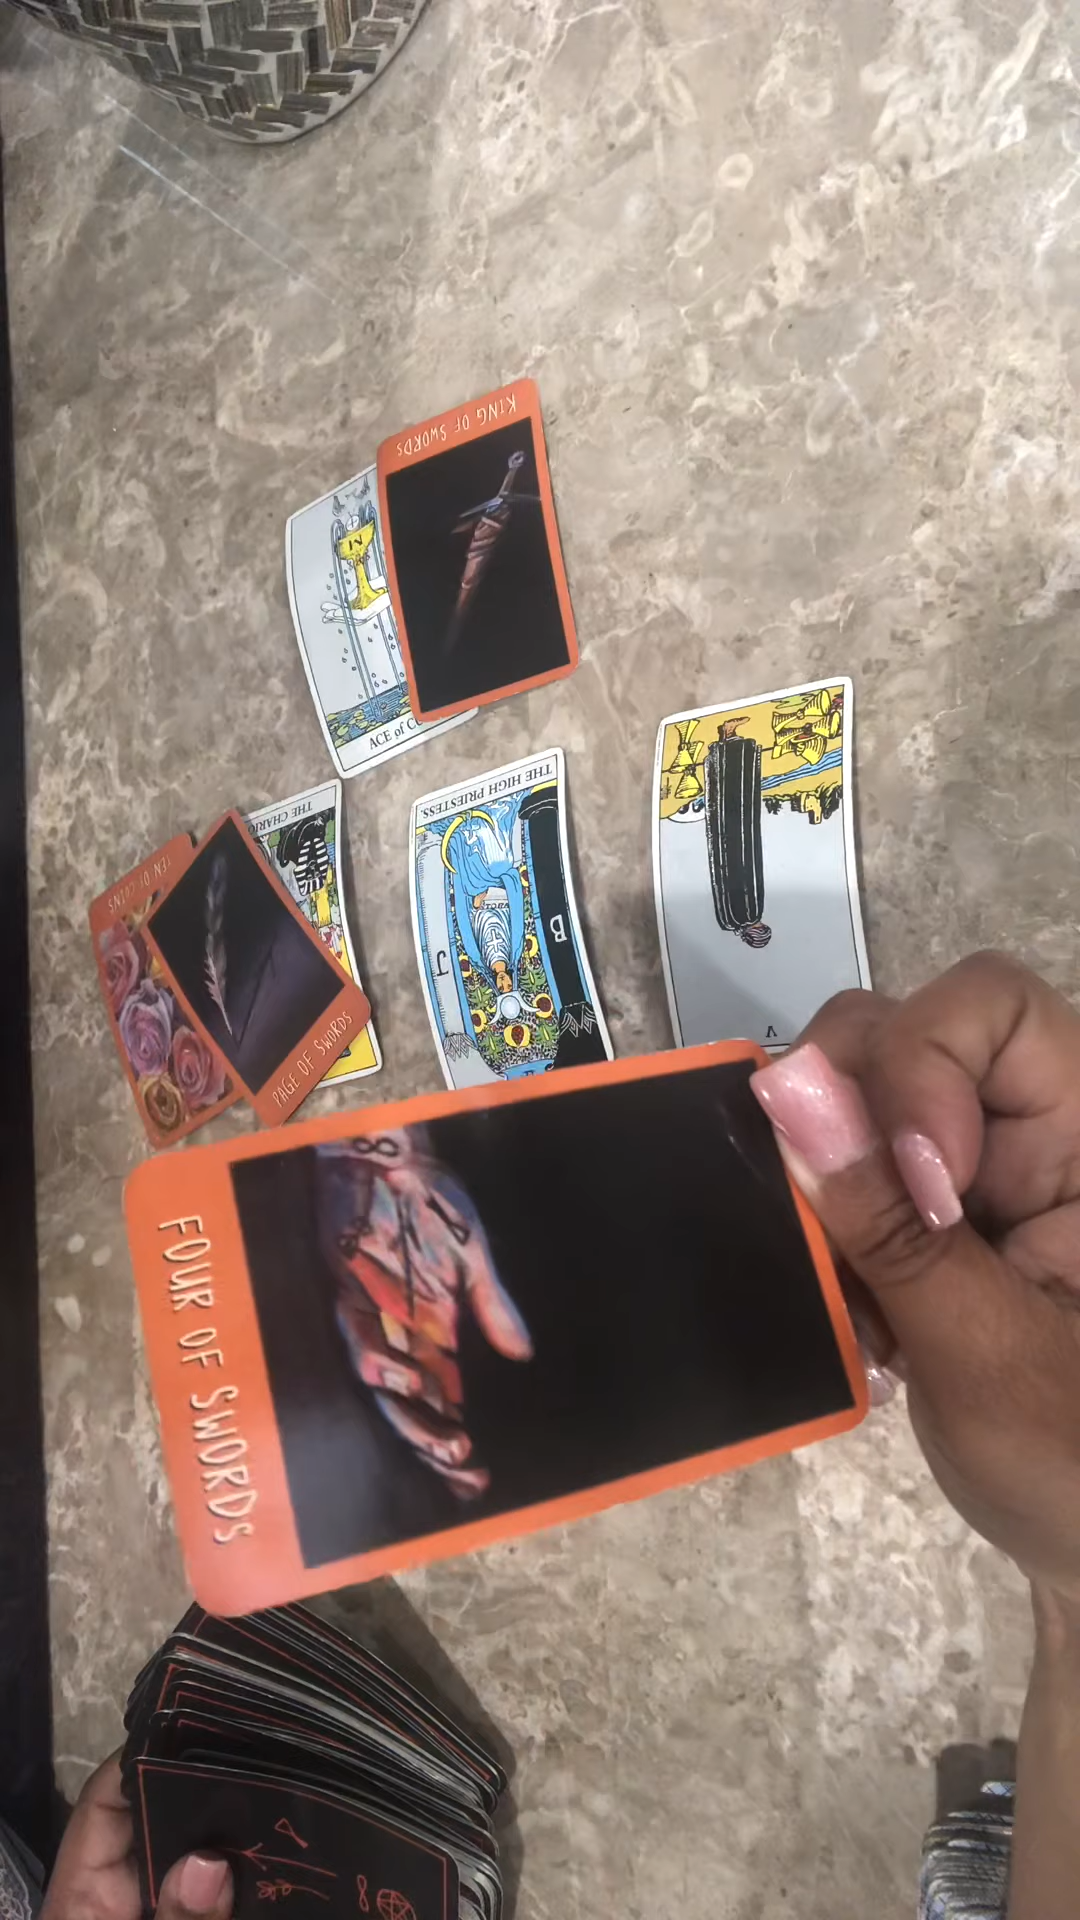 KING OF SWORDS
ACE of C
THE HIGH PRIESTESS.
THE CHARIO
TEN OF COINS
PAGE OF SWORDS
B
J
V
FOUR OF SWORDS